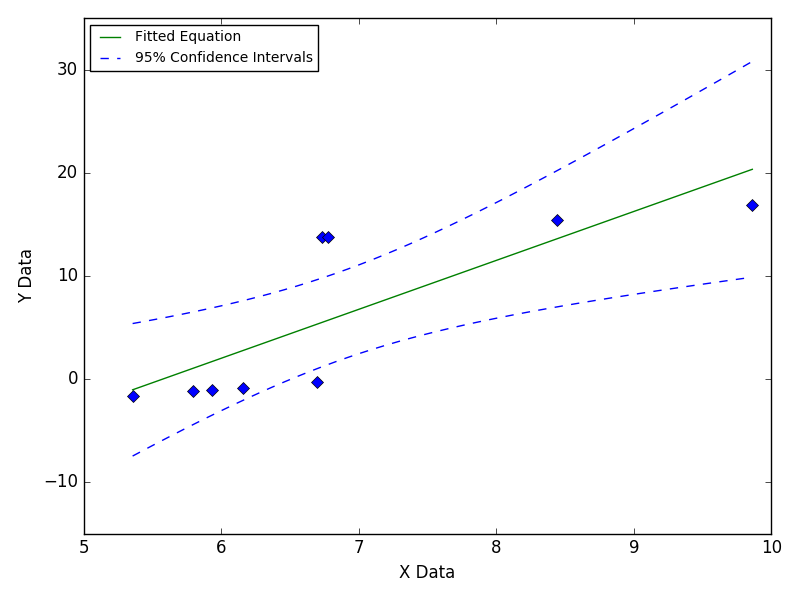 Fitted Equation
95% Confidence Intervals
30
20
10
0
−10
Y Data
5 6 7 8 9 10
X Data